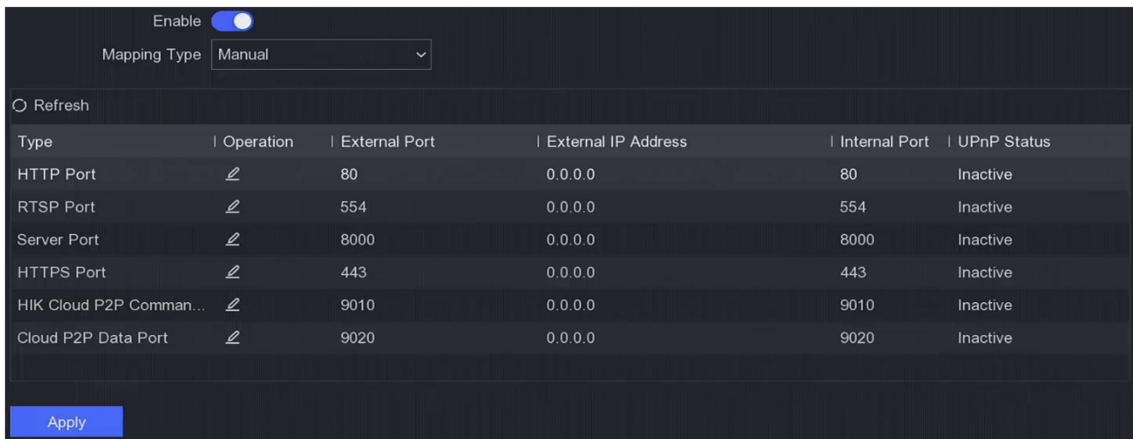 Enable
Mapping Type Manual
Refresh
Type Operation External Port External IP Address Internal Port UPnP Status
HTTP Port 80 0.0.0.0 80 Inactive
RTSP Port 554 0.0.0.0 554 Inactive
Server Port 8000 0.0.0.0 8000 Inactive
HTTPS Port 443 0.0.0.0 443 Inactive
HIK Cloud P2P Comman... 9010 0.0.0.0 9010 Inactive
Cloud P2P Data Port 9020 0.0.0.0 9020 Inactive
Apply